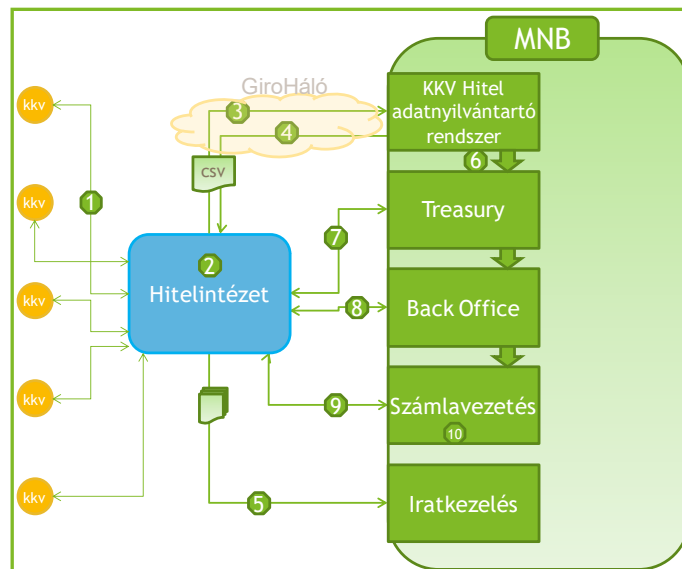 MNB
GiroHáló
KKV Hitel
adatnyilvántartó
rendszer
kkv
3
4
6
CSV
kkv
1
Treasury
7
2
Hitelintézet
kkv
8
Back Office
kkv
9
Számlavezetés
10
kkv
5
Iratkezelés